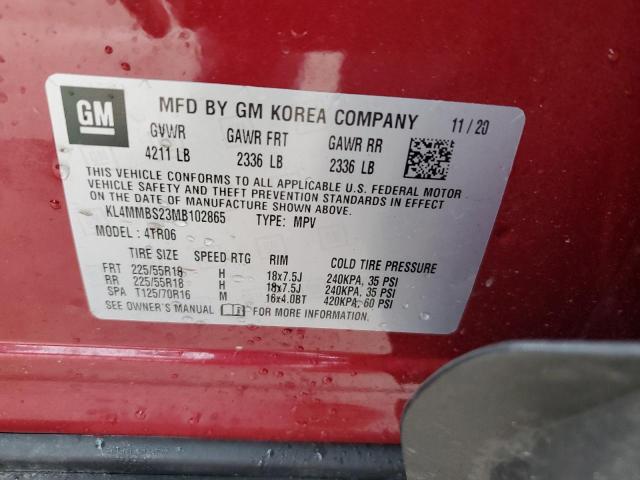 GM
MFD BY GM KOREA COMPANY
11/20
GVWR GAWR FRT GAWR RR
4211 LB 2336 LB 2336 LB
THIS VEHICLE CONFORMS TO ALL APPLICABLE U.S. FEDERAL MOTOR
VEHICLE SAFETY AND THEFT PREVENTION STANDARDS IN EFFECT
ON THE DATE OF MANUFACTURE SHOWN ABOVE.
KL4MMBS23MB102865 TYPE: MPV
MODEL: 4TR06
TIRE SIZE SPEED RTG RIM COLD TIRE PRESSURE
FRT 225/55R18 H 18x7.5J 240KPA, 35 PSI
RR 225/55R18 H 18x7.5J 240KPA, 35 PSI
SPA T125/70R16 M 16x4.0BT 420KPA, 60 PSI
SEE OWNER'S MANUAL FOR MORE INFORMATION.